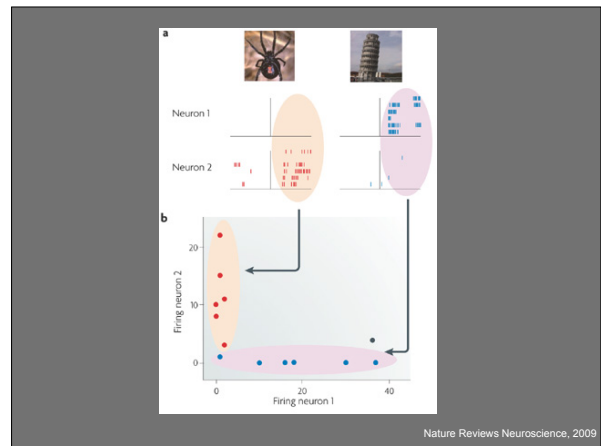 a
Neuron 1
Neuron 2
b
Firing neuron 2
20
10
0
0
20
40
Firing neuron 1
Nature Reviews Neuroscience, 2009